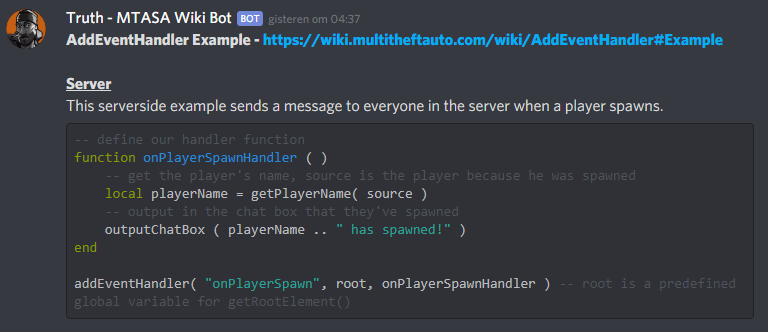 Truth - MTASA Wiki Bot BOT gisteren om 04:37
AddEventHandler Example - https://wiki.multitheftauto.com/wiki/AddEventHandler#Example
Server
This serverside example sends a message to everyone in the server when a player spawns.
-- define our handler function
function onPlayerSpawnHandler ( )
    -- get the player's name, source is the player because he was spawned
    local playerName = getPlayerName( source )
    -- output in the chat box that they've spawned
    outputChatBox ( playerName .. " has spawned!" )
end
addEventHandler( "onPlayerSpawn", root, onPlayerSpawnHandler ) -- root is a predefined
global variable for getRootElement()